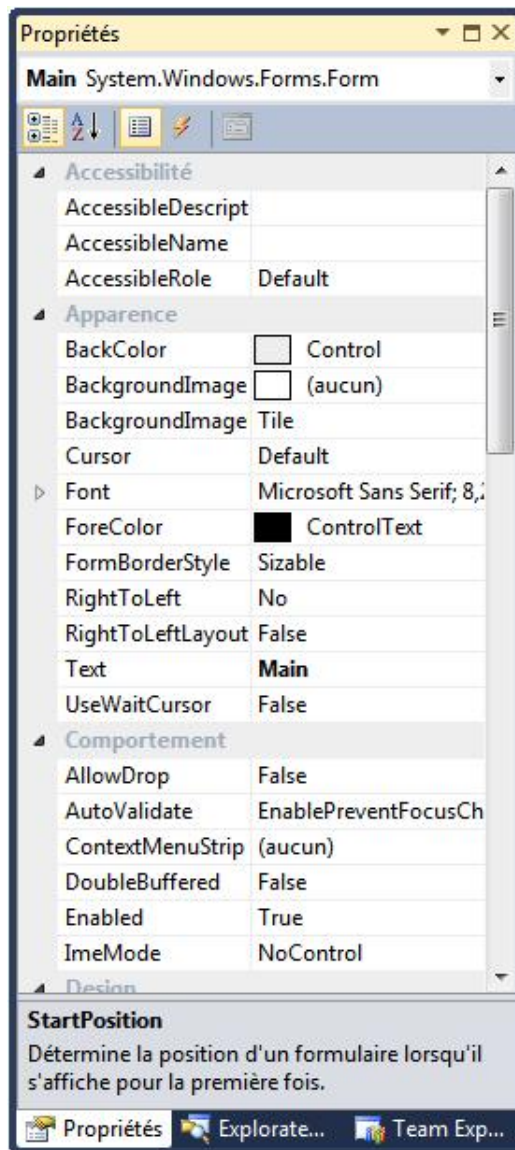 Propriétés
Main System.Windows.Forms.Form
Accessibilité
AccessibleDescript
AccessibleName
AccessibleRole Default
Apparence
BackColor Control
BackgroundImage (aucun)
BackgroundImage Tile
Cursor Default
Font Microsoft Sans Serif; 8,2
ForeColor ControlText
FormBorderStyle Sizable
RightToLeft No
RightToLeftLayout False
Text Main
UseWaitCursor False
Comportement
AllowDrop False
AutoValidate EnablePreventFocusCh
ContextMenuStrip (aucun)
DoubleBuffered False
Enabled True
ImeMode NoControl
Design
StartPosition
Détermine la position d'un formulaire lorsqu'il
s'affiche pour la première fois.
Propriétés Explorate... Team Exp...